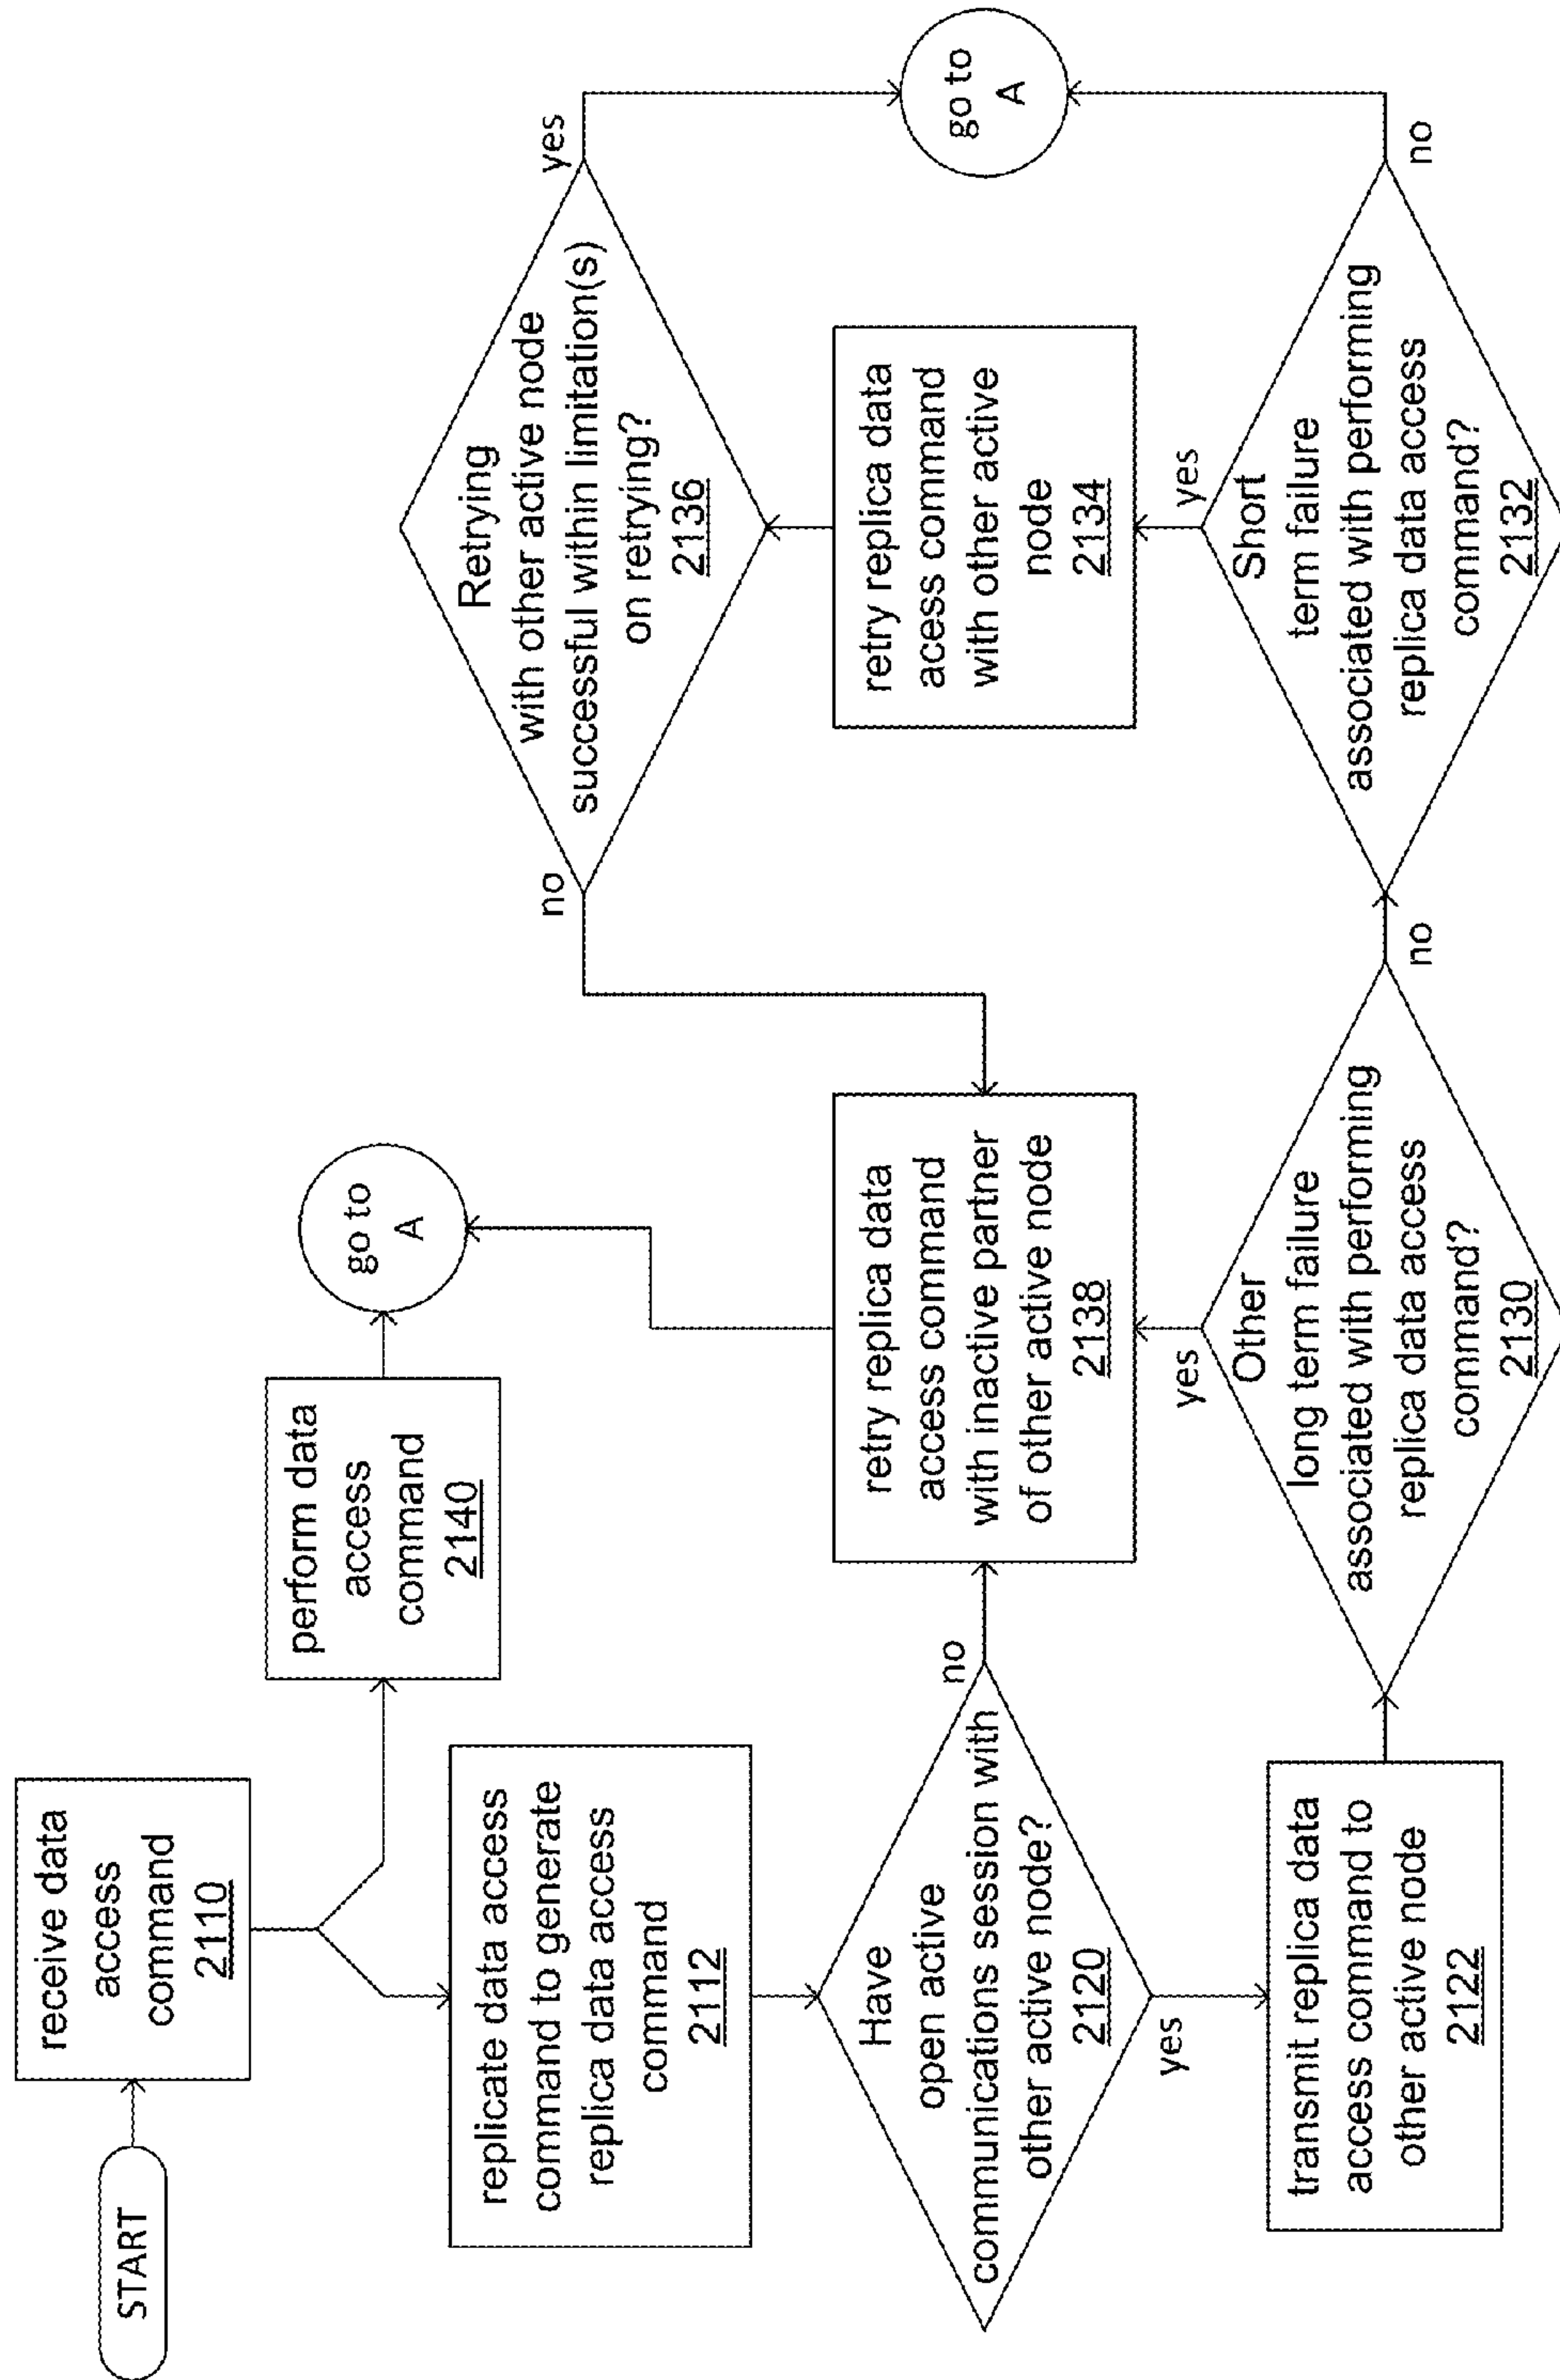 START
receive data
access
command
2110
perform data
access
command
2140
go to
A
replicate data access
command to generate
replica data access
command
2112
Have
open active
communications session with
other active node?
2120
no
yes
transmit replica data
access command to
other active node
2122
retry replica data
access command
with inactive partner
of other active node
2138
yes
Other
long term failure
associated with performing
replica data access
command?
2130
no
Retrying
with other active node
successful within limitation(s)
on retrying?
2136
no
yes
retry replica data
access command
with other active
node
2134
yes
Short
term failure
associated with performing
replica data access
command?
2132
no
go to
A